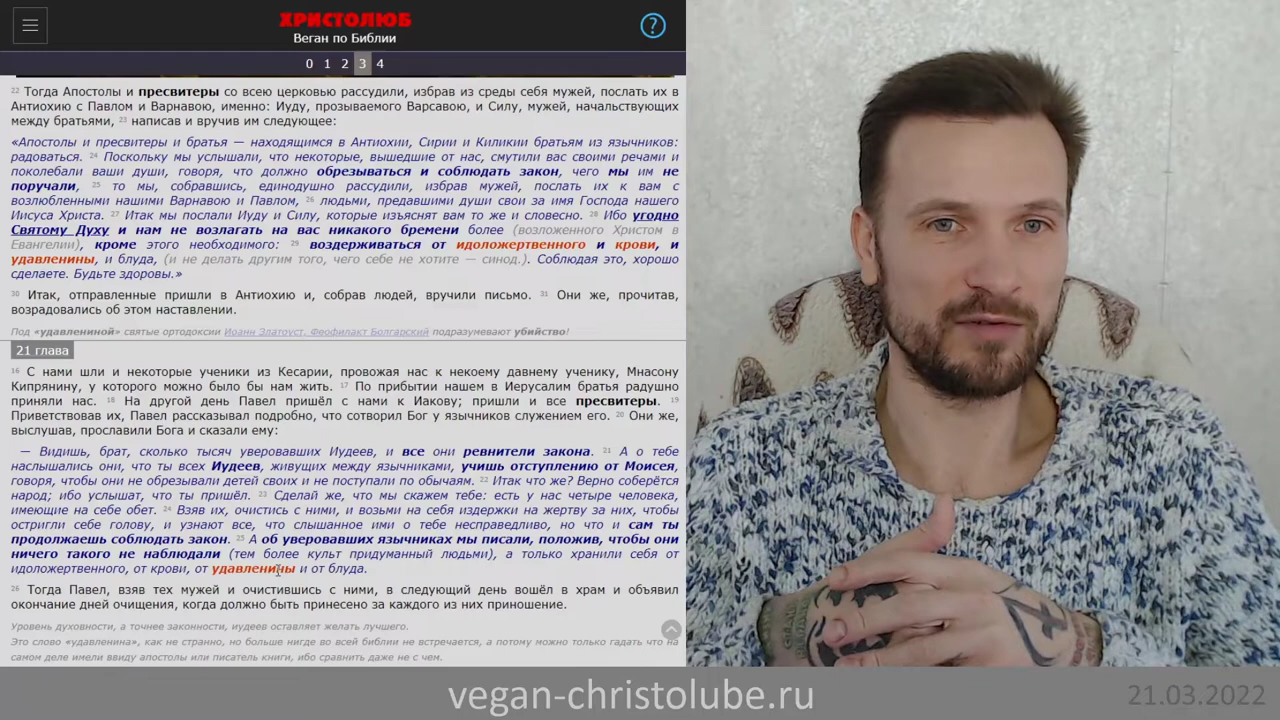 ХРИСТОЛЮБ
Веган по Библии
?
0 1 2 3 4
22 Тогда Апостолы и пресвитеры со всею церковью рассудили, избрав из среды себя мужей, послать их в
Антиохию с Павлом и Варнавою, именно: Иуду, прозываемого Варсавою, и Силу, мужей, начальствующих
между братьями, 23 написав и вручив им следующее:
«Апостолы и пресвитеры и братья — находящимся в Антиохии, Сирии и Киликии братьям из язычников:
радоваться. 24 Поскольку мы услышали, что некоторые, вышедшие от нас, смутили вас своими речами и
поколебали ваши души, говоря, что должно обрезываться и соблюдать закон, чего мы им не
поручали, 25 то мы, собравшись, единодушно рассудили, избрав мужей, послать их к вам с
возлюбленными нашими Варнавою и Павлом, 26 людьми, предавшими души свои за имя Господа нашего
Иисуса Христа. 27 Итак мы послали Иуду и Силу, которые изъяснят вам то же и словесно. 28 Ибо угодно
Святому Духу и нам не возлагать на вас никакого бремени более (возложенного Христом в
Евангелии), кроме этого необходимого: 29 воздерживаться от идоложертвенного и крови, и
удавленины, и блуда, (и не делать другим того, чего себе не хотите — синод.). Соблюдая это, хорошо
сделаете. Будьте здоровы.»
30 Итак, отправленные пришли в Антиохию и, собрав людей, вручили письмо. 31 Они же, прочитав,
возрадовались об этом наставлении.
Под «удавлениной» святые ортодоксии Иоанн Златоуст, Феофилакт Болгарский подразумевают убийство!
21 глава
16 С нами шли и некоторые ученики из Кесарии, провожая нас к некоему давнему ученику, Мнасону
Кипрянину, у которого можно было бы нам жить. 17 По прибытии нашем в Иерусалим братья радушно
приняли нас. 18 На другой день Павел пришёл с нами к Иакову; пришли и все пресвитеры. 19
Приветствовав их, Павел рассказывал подробно, что сотворил Бог у язычников служением его. 20 Они же,
выслушав, прославили Бога и сказали ему:
— Видишь, брат, сколько тысяч уверовавших Иудеев, и все они ревнители закона. 21 А о тебе
наслышались они, что ты всех Иудеев, живущих между язычниками, учишь отступлению от Моисея,
говоря, чтобы они не обрезывали детей своих и не поступали по обычаям. 22 Итак что же? Верно соберётся
народ; ибо услышат, что ты пришёл. 23 Сделай же, что мы скажем тебе: есть у нас четыре человека,
имеющие на себе обет. 24 Взяв их, очистись с ними, и возьми на себя издержки на жертву за них, чтобы
остригли себе голову, и узнают все, что слышанное ими о тебе несправедливо, но что и сам ты
продолжаешь соблюдать закон. 25 А об уверовавших язычниках мы писали, положив, чтобы они
ничего такого не наблюдали (тем более культ придуманный людьми), а только хранили себя от
идоложертвенного, от крови, от удавленины и от блуда.
26 Тогда Павел, взяв тех мужей и очистившись с ними, в следующий день вошёл в храм и объявил
окончание дней очищения, когда должно быть принесено за каждого из них приношение.
Уровень духовности, а точнее законности, иудеев оставляет желать лучшего.
Это слово «удавленина», как не странно, но больше нигде во всей библии не встречается, а потому можно только гадать что на
самом деле имели ввиду апостолы или писатель книги, ибо сравнить даже не с чем.
vegan-christolube.ru
21.03.2022